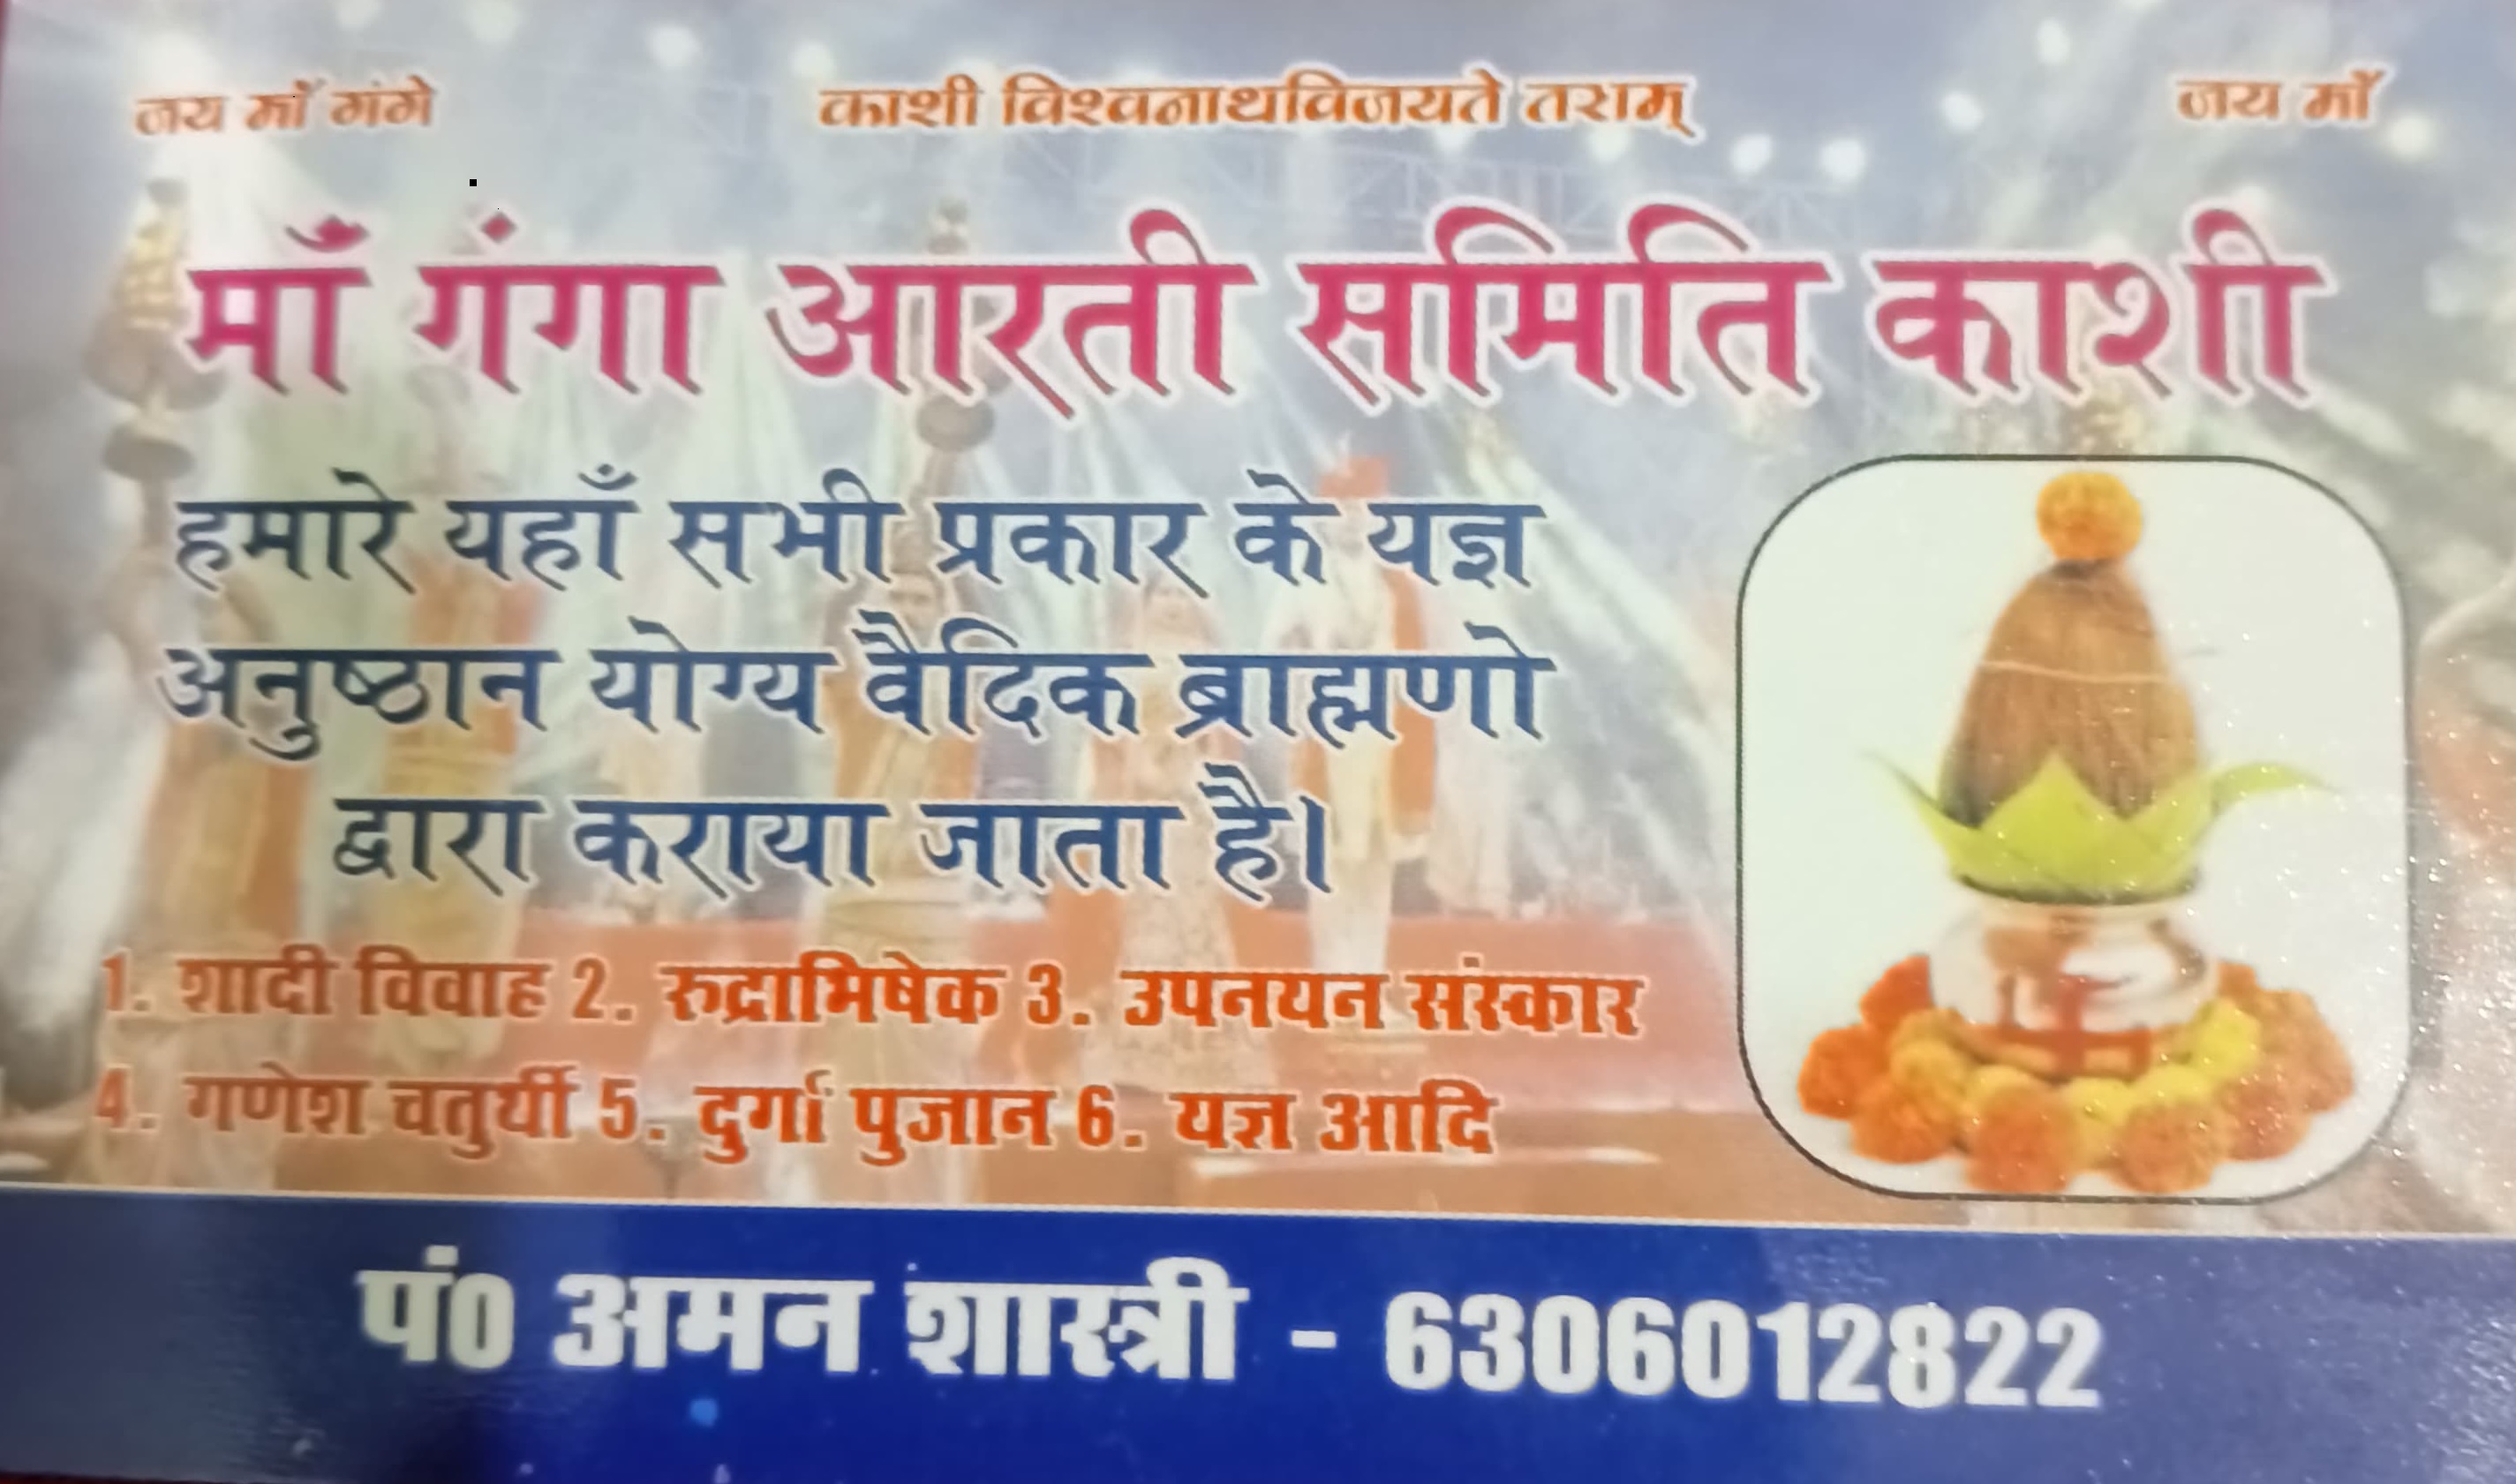 जय माँ गंगे काशी विश्वनाथविजयते तराम् जय माँ
माँ गंगा आरती समिति काशी
हमारे यहाँ सभी प्रकार के यज्ञ
अनुष्ठान योग्य वैदिक ब्राह्मणो
द्वारा कराया जाता है।
1. शादी विवाह 2. रुद्राभिषेक 3. उपनयन संस्कार
4. गणेश चतुर्थी 5. दुर्गा पुजान 6. यज्ञ आदि
पं० अमन शास्त्री - 6306012822